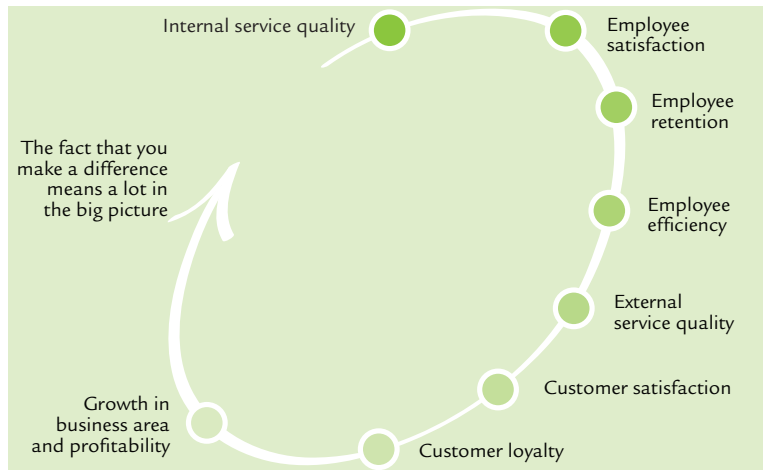 Internal service quality
Employee
satisfaction
Employee
retention
Employee
efficiency
External
service quality
Customer satisfaction
Customer loyalty
Growth in
business area
and profitability
The fact that you
make a difference
means a lot in
the big picture